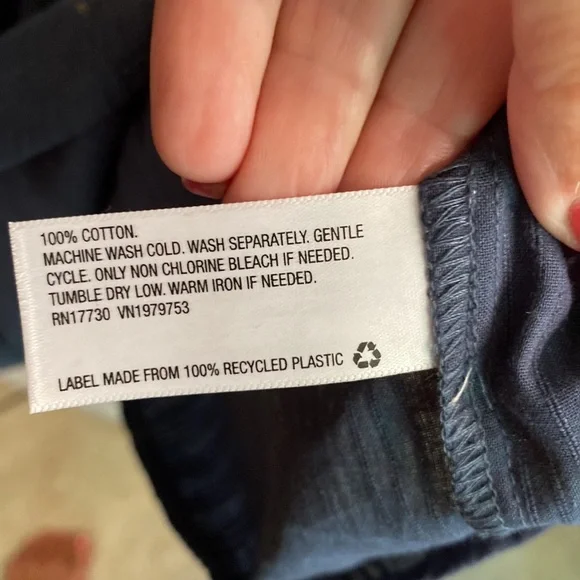 100% COTTON.
MACHINE WASH COLD. WASH SEPARATELY. GENTLE
CYCLE. ONLY NON CHLORINE BLEACH IF NEEDED.
TUMBLE DRY LOW. WARM IRON IF NEEDED.
RN17730 VN1979753
LABEL MADE FROM 100% RECYCLED PLASTIC